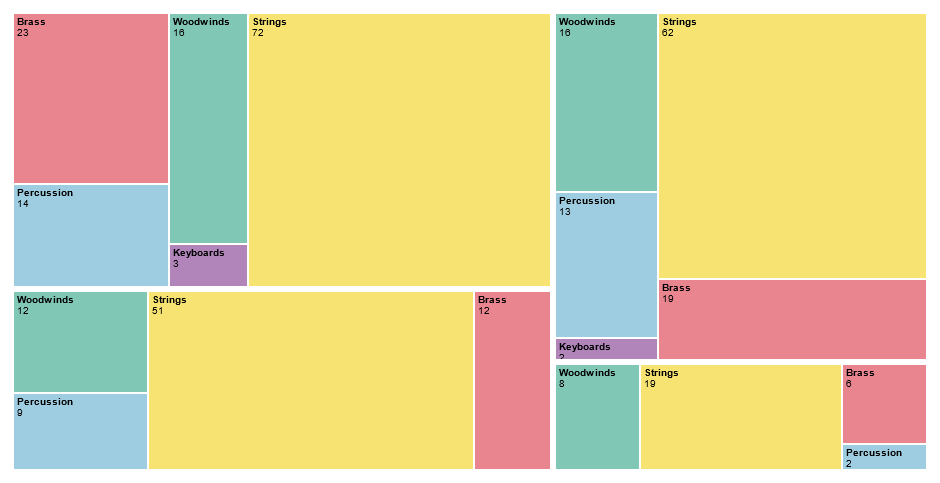 Brass
23
Woodwinds
16
Strings
72
Percussion
14
Keyboards
3
Woodwinds
16
Strings
62
Percussion
13
Brass
19
Keyboards
2
Woodwinds
12
Strings
51
Brass
12
Percussion
9
Woodwinds
8
Strings
19
Brass
6
Percussion
2